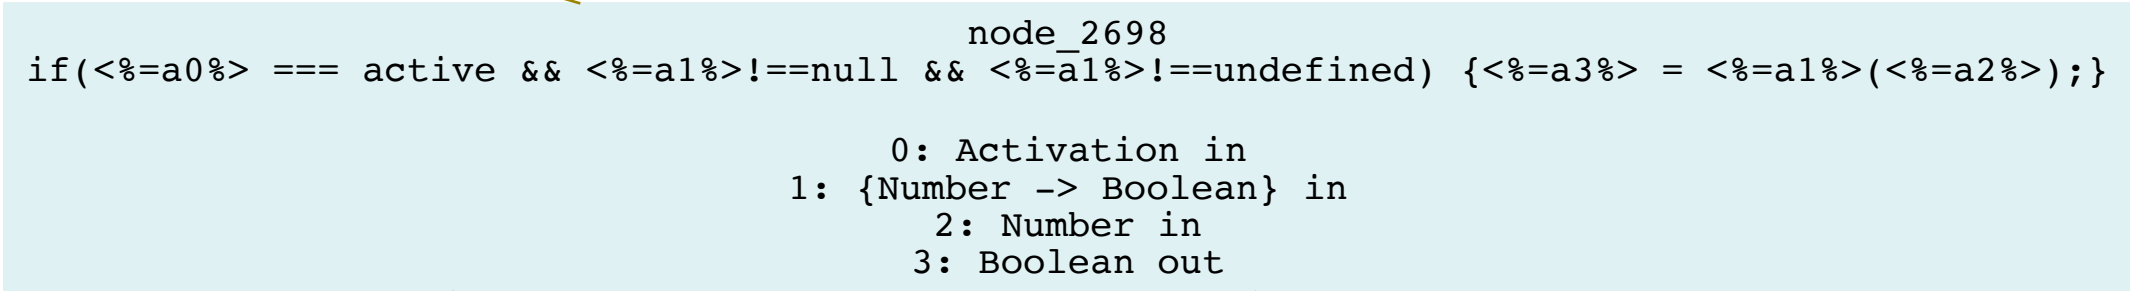 node_2698
if(<%=a0%> === active && <%=a1%>!==null && <%=a1%>!==undefined) {<%=a3%> = <%=a1%>(<%=a2%>);}
0: Activation in
1: {Number -> Boolean} in
2: Number in
3: Boolean out